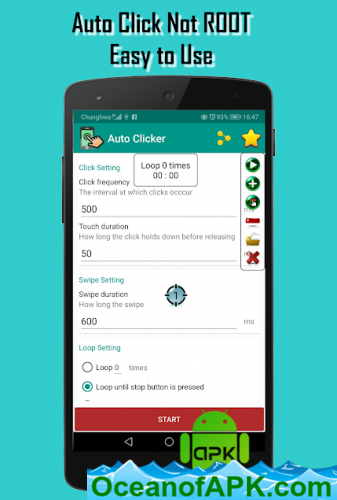 Auto Click Not ROOT
Easy to Use
Chunghwa
93% 16:47
Auto Clicker
Loop 0 times
00 : 00
Click Setting
Click frequency
The interval at which clicks occcur
500
ms
Touch duration
How long the click holds down before releasing
50
Swipe Setting
Swipe duration
How long the swipe
1
600
ms
Loop Setting
Loop 0 times
Loop until stop button is pressed
START
APK
OceanofAPK.com